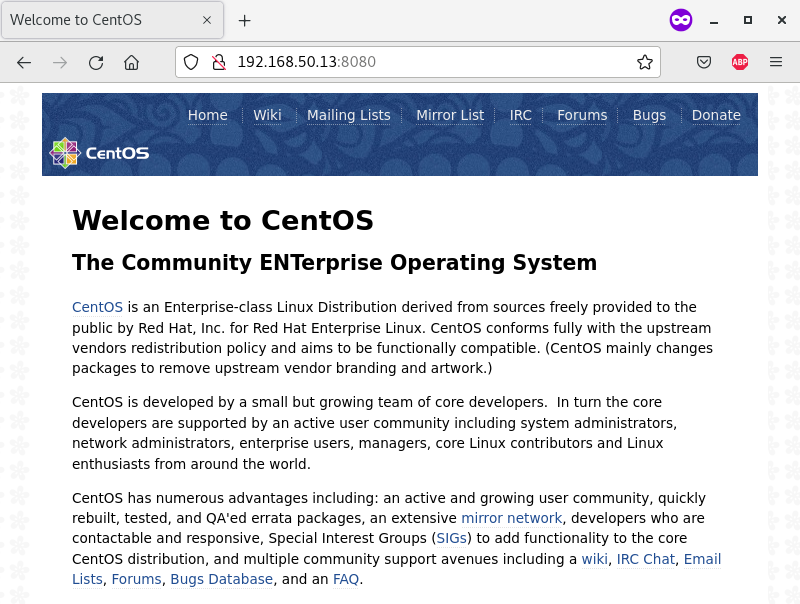 Welcome to CentOS
192.168.50.13:8080
ABP
Home Wiki Mailing Lists Mirror List IRC Forums Bugs Donate
CentOS
Welcome to CentOS
The Community ENTerprise Operating System
CentOS is an Enterprise-class Linux Distribution derived from sources freely provided to the
public by Red Hat, Inc. for Red Hat Enterprise Linux. CentOS conforms fully with the upstream
vendors redistribution policy and aims to be functionally compatible. (CentOS mainly changes
packages to remove upstream vendor branding and artwork.)
CentOS is developed by a small but growing team of core developers.  In turn the core
developers are supported by an active user community including system administrators,
network administrators, enterprise users, managers, core Linux contributors and Linux
enthusiasts from around the world.
CentOS has numerous advantages including: an active and growing user community, quickly
rebuilt, tested, and QA'ed errata packages, an extensive mirror network, developers who are
contactable and responsive, Special Interest Groups (SIGs) to add functionality to the core
CentOS distribution, and multiple community support avenues including a wiki, IRC Chat, Email
Lists, Forums, Bugs Database, and an FAQ.